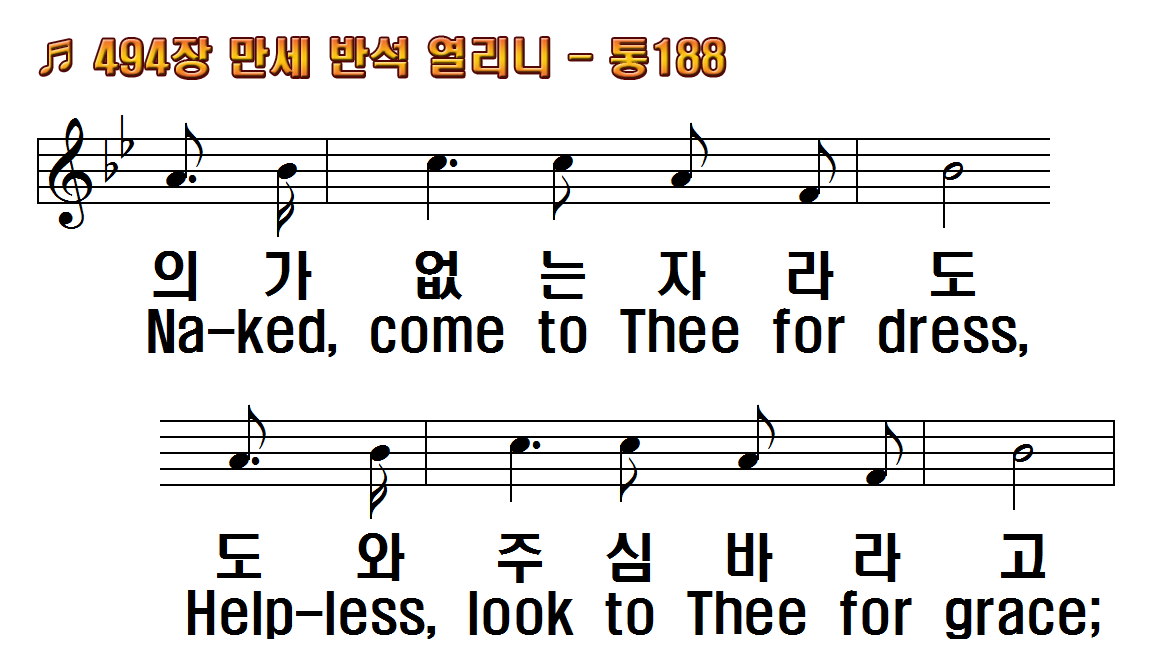 ♬ 494장 만세 반석 열리니 - 통188
의 가 없 는 자 라 도
Na-ked, come to Thee for dress,
도 와 주 심 바 라 고
Help-less, look to Thee for grace;